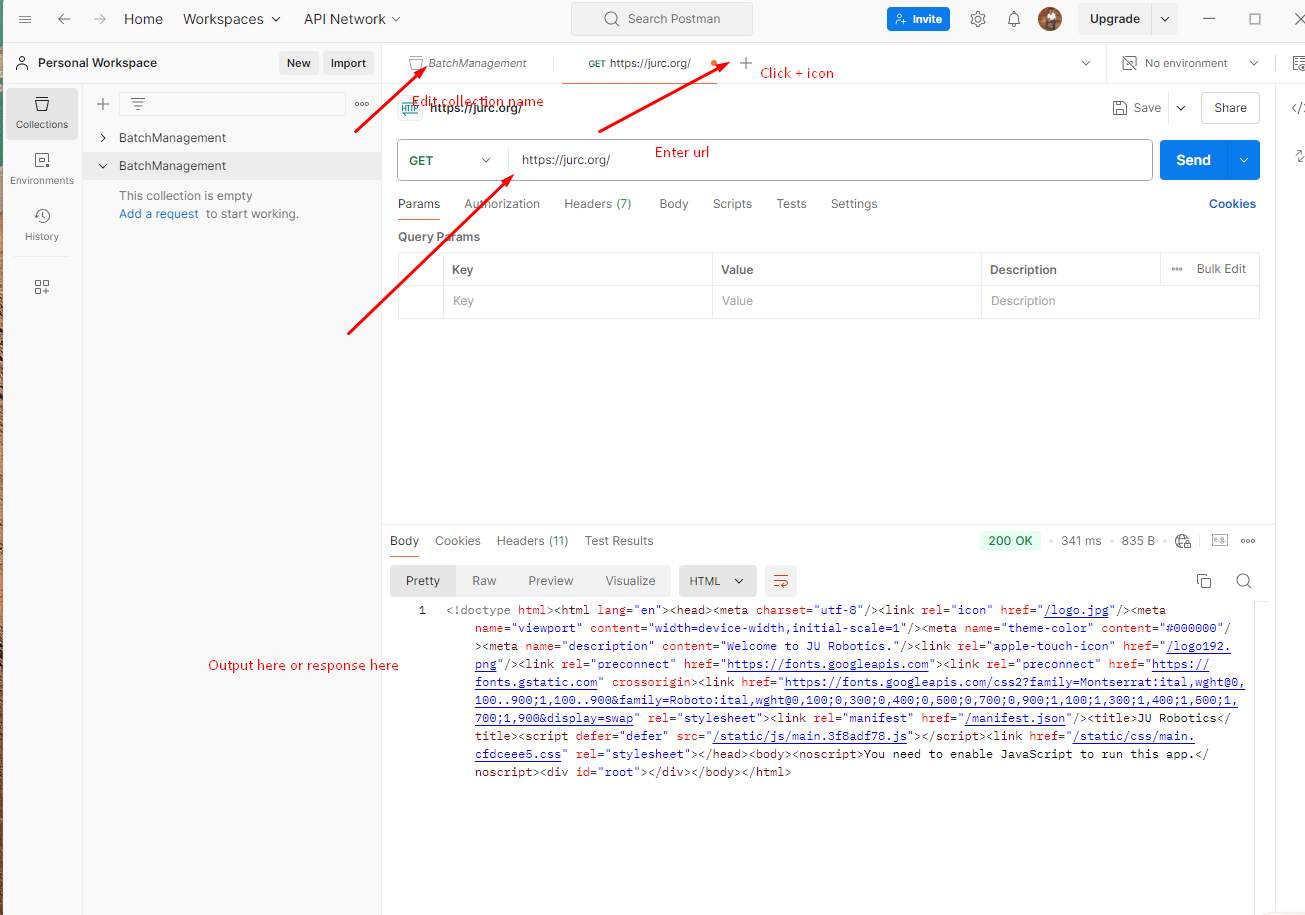 Home Workspaces API Network Search Postman Invite Upgrade
Personal Workspace New Import BatchManagement GET https://jurc.org/ No environment
Click + icon
Edit collection name
https://jurc.org/ Save Share
HTTP
Collections
BatchManagement
Enter url
GET https://jurc.org/ Send
BatchManagement
Environments
This collection is empty
Add a request to start working.
Params Authorization Headers (7) Body Scripts Tests Settings Cookies
History
Query Params
Key Value Description Bulk Edit
Key Value Description
Body Cookies Headers (11) Test Results 200 OK 341 ms 835 B e.g.
Pretty Raw Preview Visualize HTML
1 <!doctype html><html lang="en"><head><meta charset="utf-8"/><link rel="icon" href="/logo.jpg"/><meta
name="viewport" content="width=device-width,initial-scale=1"/><meta name="theme-color" content="#000000"/
><meta name="description" content="Welcome to JU Robotics."/><link rel="apple-touch-icon" href="/logo192.
png"/><link rel="preconnect" href="https://fonts.googleapis.com"><link rel="preconnect" href="https://
fonts.gstatic.com" crossorigin><link href="https://fonts.googleapis.com/css2?family=Montserrat:ital,wght@0,
100..900;1,100..900&family=Roboto:ital,wght@0,100;0,300;0,400;0,500;0,700;0,900;1,100;1,300;1,400;1,500;1,
700;1,900&display=swap" rel="stylesheet"><link rel="manifest" href="/manifest.json"/><title>JU Robotics</
title><script defer="defer" src="/static/js/main.3f8adf78.js"></script><link href="/static/css/main.
cfdceee5.css" rel="stylesheet"></head><body><noscript>You need to enable JavaScript to run this app.</
noscript><div id="root"></div></body></html>
Output here or response here